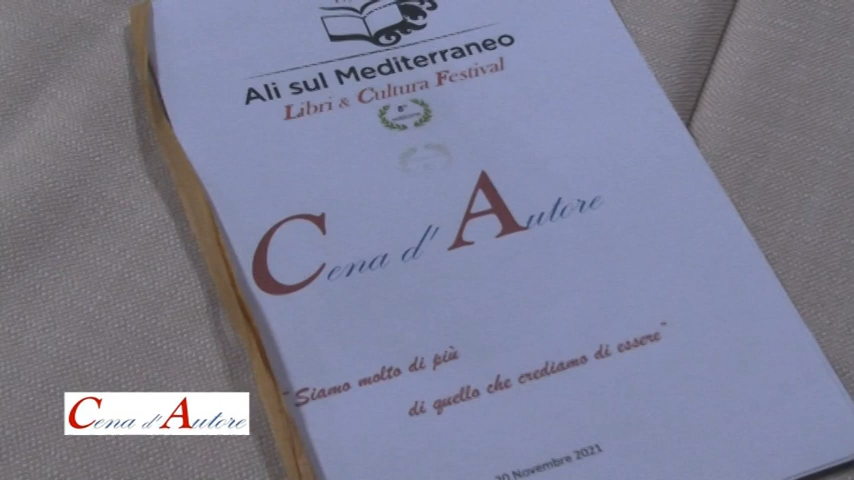 Ali sul Mediterraneo
Libri & Cultura Festival
8ª
Cena d'Autore
"Siamo molto di più
di quello che crediamo di essere"
20 Novembre 2021
Cena d'Autore